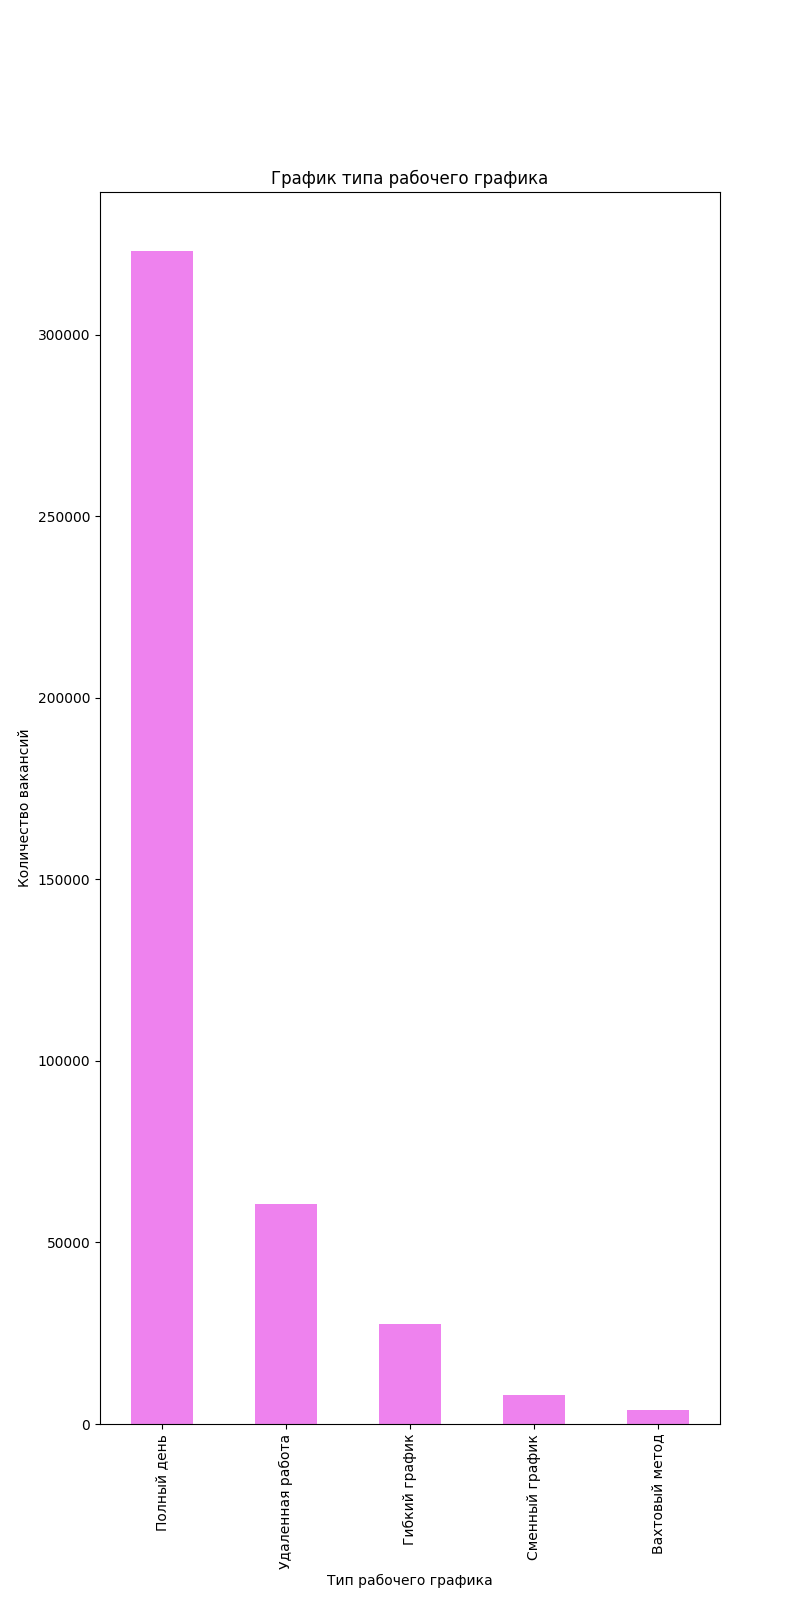 График типа рабочего графика
Количество вакансий
300000
250000
200000
150000
100000
50000
0
Полный день
Удаленная работа
Гибкий график
Сменный график
Вахтовый метод
Тип рабочего графика